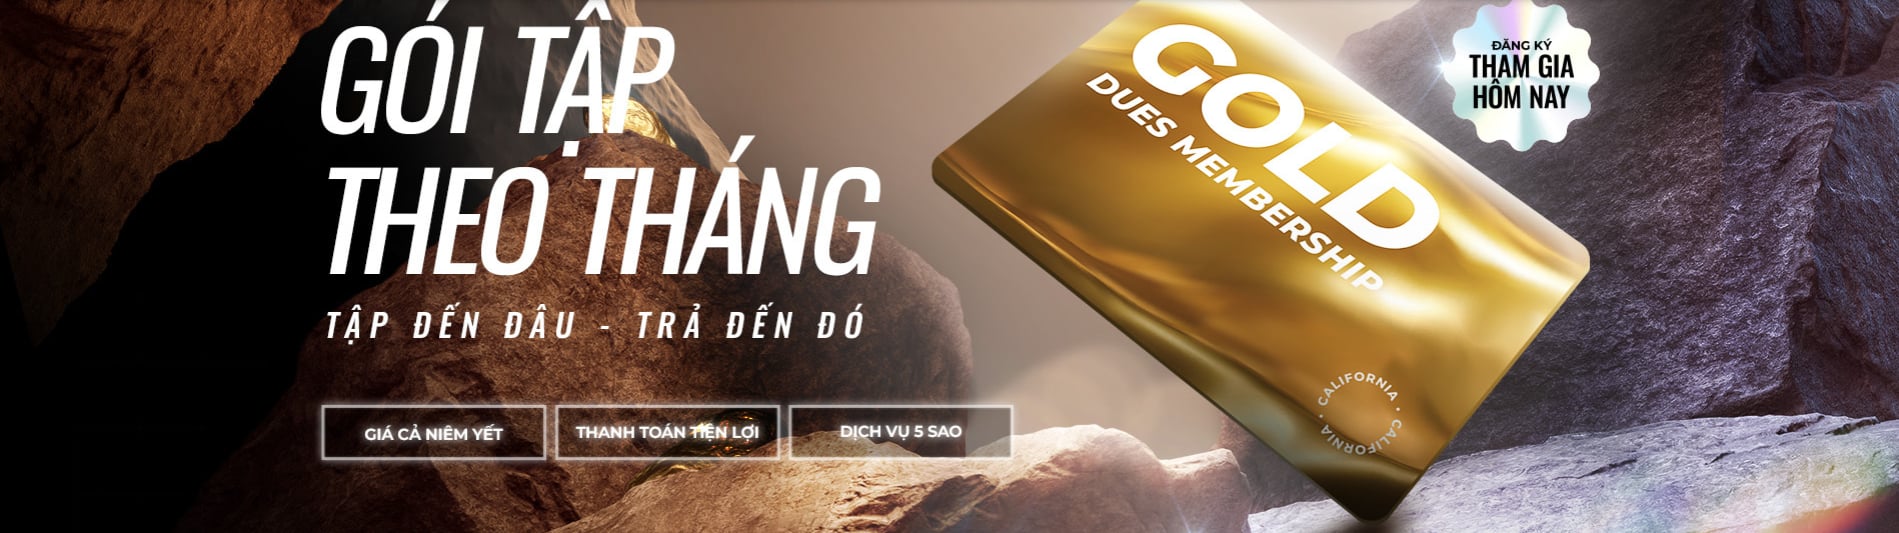 GÓI TẬP
THEO THÁNG
TẬP ĐẾN ĐÂU - TRẢ ĐẾN ĐÓ
GIÁ CẢ NIÊM YẾT
THANH TOÁN TIỆN LỢI
DỊCH VỤ 5 SAO
GOLD
DUES MEMBERSHIP
CALIFORNIA • CALIFORNIA •
ĐĂNG KÝ
THAM GIA
HÔM NAY